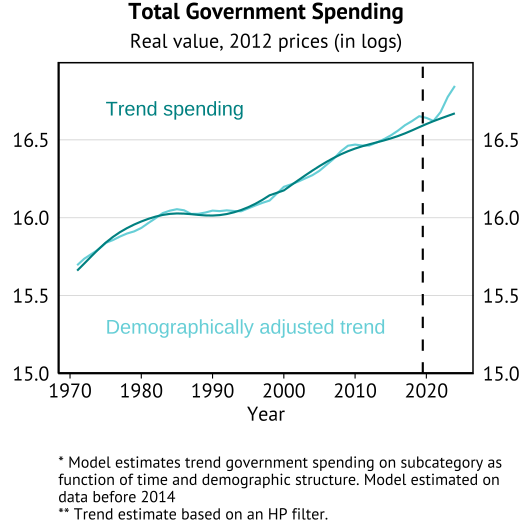 Total Government Spending
Real value, 2012 prices (in logs)
Trend spending
16.5 16.5
16.0 16.0
15.5 15.5
Demographically adjusted trend
15.0 15.0
1970 1980 1990 2000 2010 2020
Year
* Model estimates trend government spending on subcategory as
function of time and demographic structure. Model estimated on
data before 2014
** Trend estimate based on an HP filter.